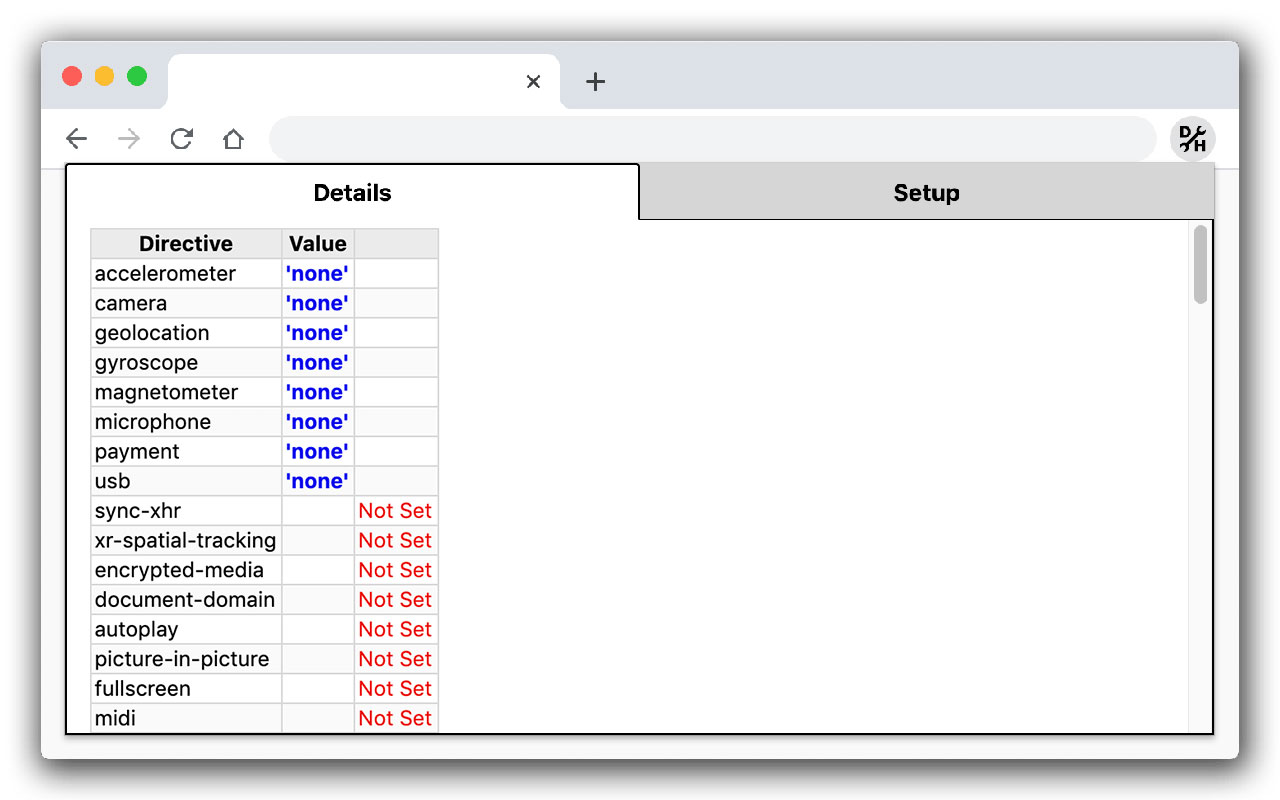 D
H
Details Setup
Directive Value
accelerometer 'none'
camera 'none'
geolocation 'none'
gyroscope 'none'
magnetometer 'none'
microphone 'none'
payment 'none'
usb 'none'
sync-xhr Not Set
xr-spatial-tracking Not Set
encrypted-media Not Set
document-domain Not Set
autoplay Not Set
picture-in-picture Not Set
fullscreen Not Set
midi Not Set